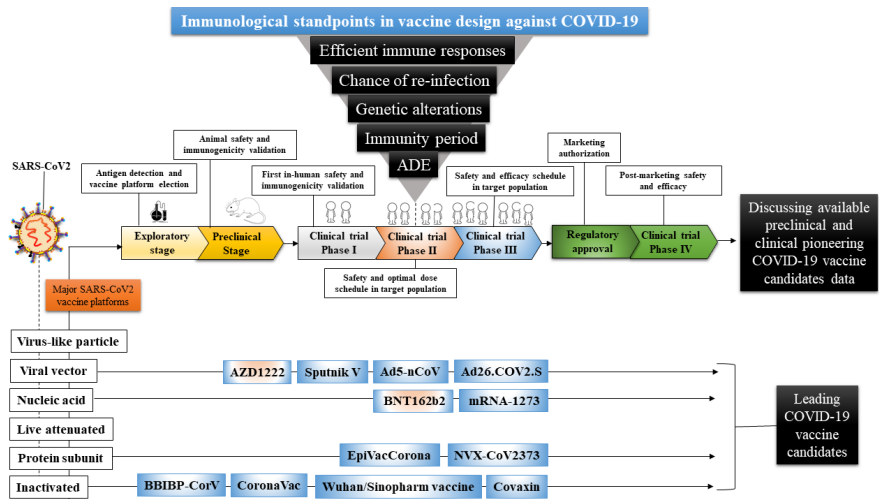 Immunological standpoints in vaccine design against COVID-19
Efficient immune responses
Chance of re-infection
Genetic alterations
Immunity period
ADE
SARS-CoV2
Antigen detection and
vaccine platform election
Animal safety and
immunogenicity validation
First in-human safety and
immunogenicity validation
Safety and efficacy schedule
in target population
Marketing
authorization
Post-marketing safety
and efficacy
Exploratory
stage
Preclinical
Stage
Clinical trial
Phase I
Clinical trial
Phase II
Clinical trial
Phase III
Regulatory
approval
Clinical trial
Phase IV
Safety and optimal dose
schedule in target population
Discussing available
preclinical and
clinical pioneering
COVID-19 vaccine
candidates data
Major SARS-CoV2
vaccine platforms
Virus-like particle
Viral vector
AZD1222
Sputnik V
Ad5-nCoV
Ad26.COV2.S
Nucleic acid
BNT162b2
mRNA-1273
Live attenuated
Protein subunit
EpiVacCorona
NVX-CoV2373
Inactivated
BBIBP-CorV
CoronaVac
Wuhan/Sinopharm vaccine
Covaxin
Leading
COVID-19
vaccine
candidates